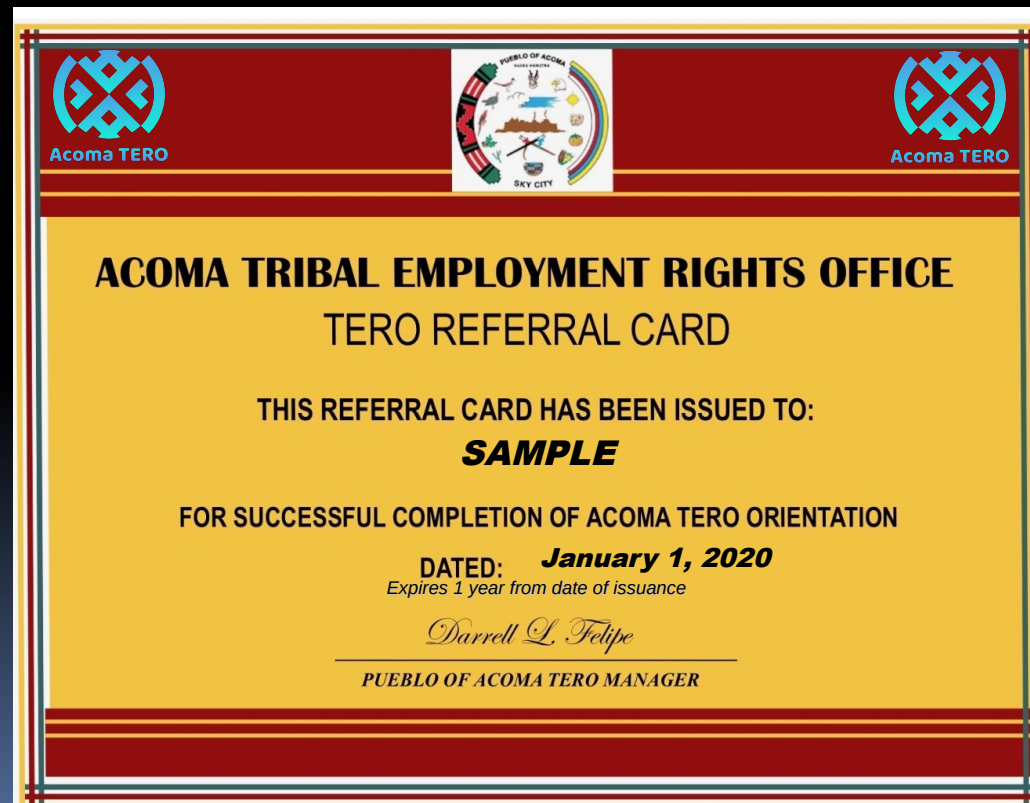 Acoma TERO
PUEBLO OF ACOMA
SKY CITY
Acoma TERO
ACOMA TRIBAL EMPLOYMENT RIGHTS OFFICE
TERO REFERRAL CARD
THIS REFERRAL CARD HAS BEEN ISSUED TO:
SAMPLE
FOR SUCCESSFUL COMPLETION OF ACOMA TERO ORIENTATION
DATED: January 1, 2020
Expires 1 year from date of issuance
Darrell L. Felipe
PUEBLO OF ACOMA TERO MANAGER